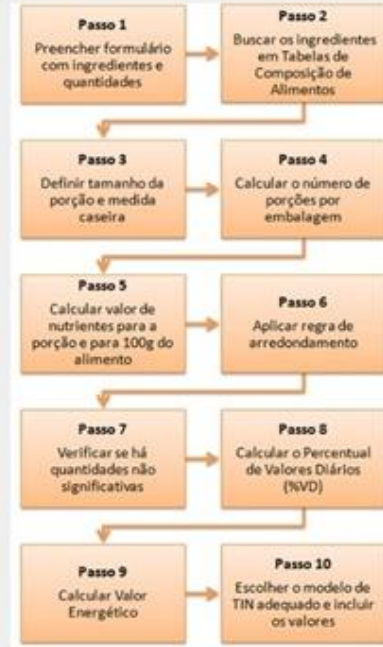 Passo 1
Preencher formulário
com ingredientes e
quantidades
Passo 2
Buscar os ingredientes
em Tabelas de
Composição de
Alimentos
Passo 3
Definir tamanho da
porção e medida
caseira
Passo 4
Calcular o número de
porções por
embalagem
Passo 5
Calcular valor de
nutrientes para a
porção e para 100g do
alimento
Passo 6
Aplicar regra de
arredondamento
Passo 7
Verificar se há
quantidades não
significativas
Passo 8
Calcular o Percentual
de Valores Diários
(%VD)
Passo 9
Calcular Valor
Energético
Passo 10
Escolher o modelo de
TIN adequado e incluir
os valores